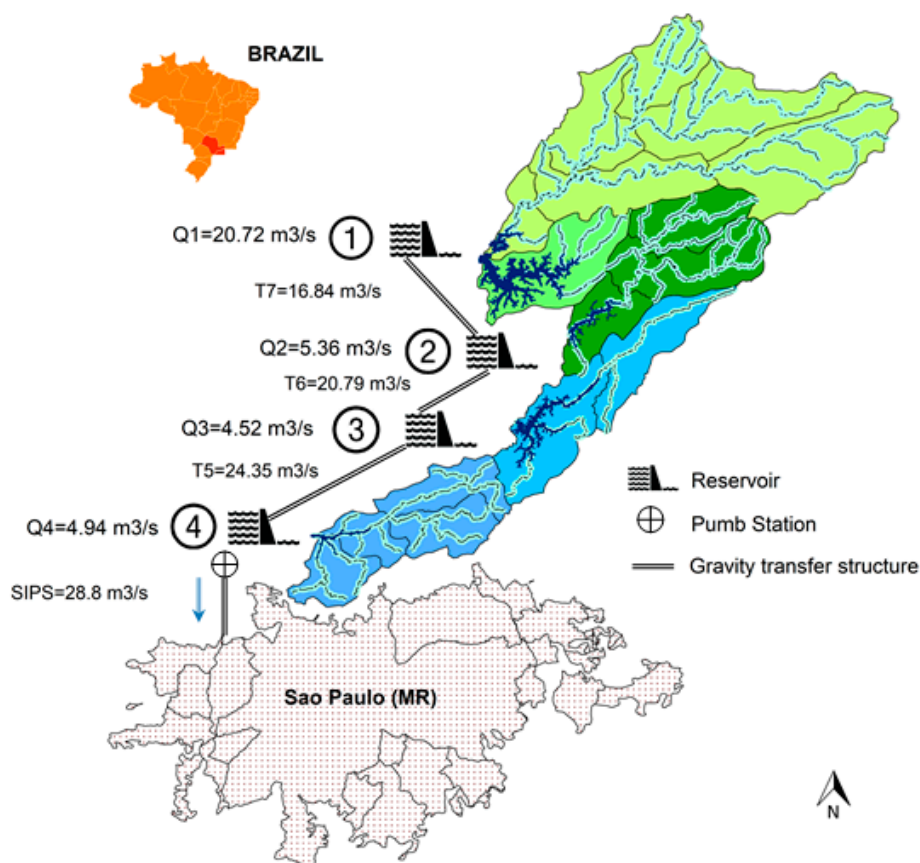 BRAZIL
Q1=20.72 m3/s
1
T7=16.84 m3/s
Q2=5.36 m3/s
2
T6=20.79 m3/s
Q3=4.52 m3/s
3
T5=24.35 m3/s
Q4=4.94 m3/s
4
SIPS=28.8 m3/s
Reservoir
Pumb Station
Gravity transfer structure
Sao Paulo (MR)
N